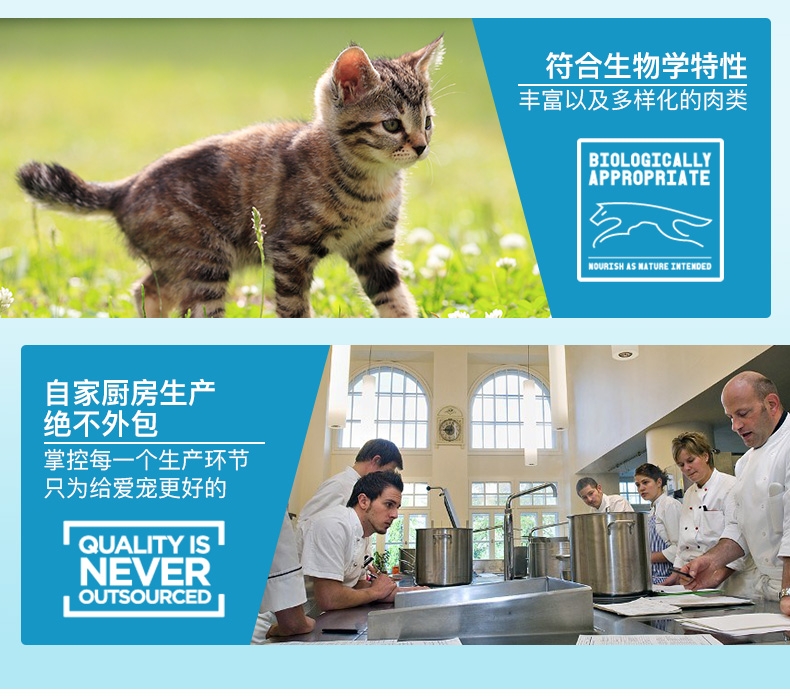 符合生物学特性
丰富以及多样化的肉类
BIOLOGICALLY
APPROPRIATE
NOURISH AS NATURE INTENDED
自家厨房生产
绝不外包
掌控每一个生产环节
只为给爱宠更好的
QUALITY IS
NEVER
OUTSOURCED